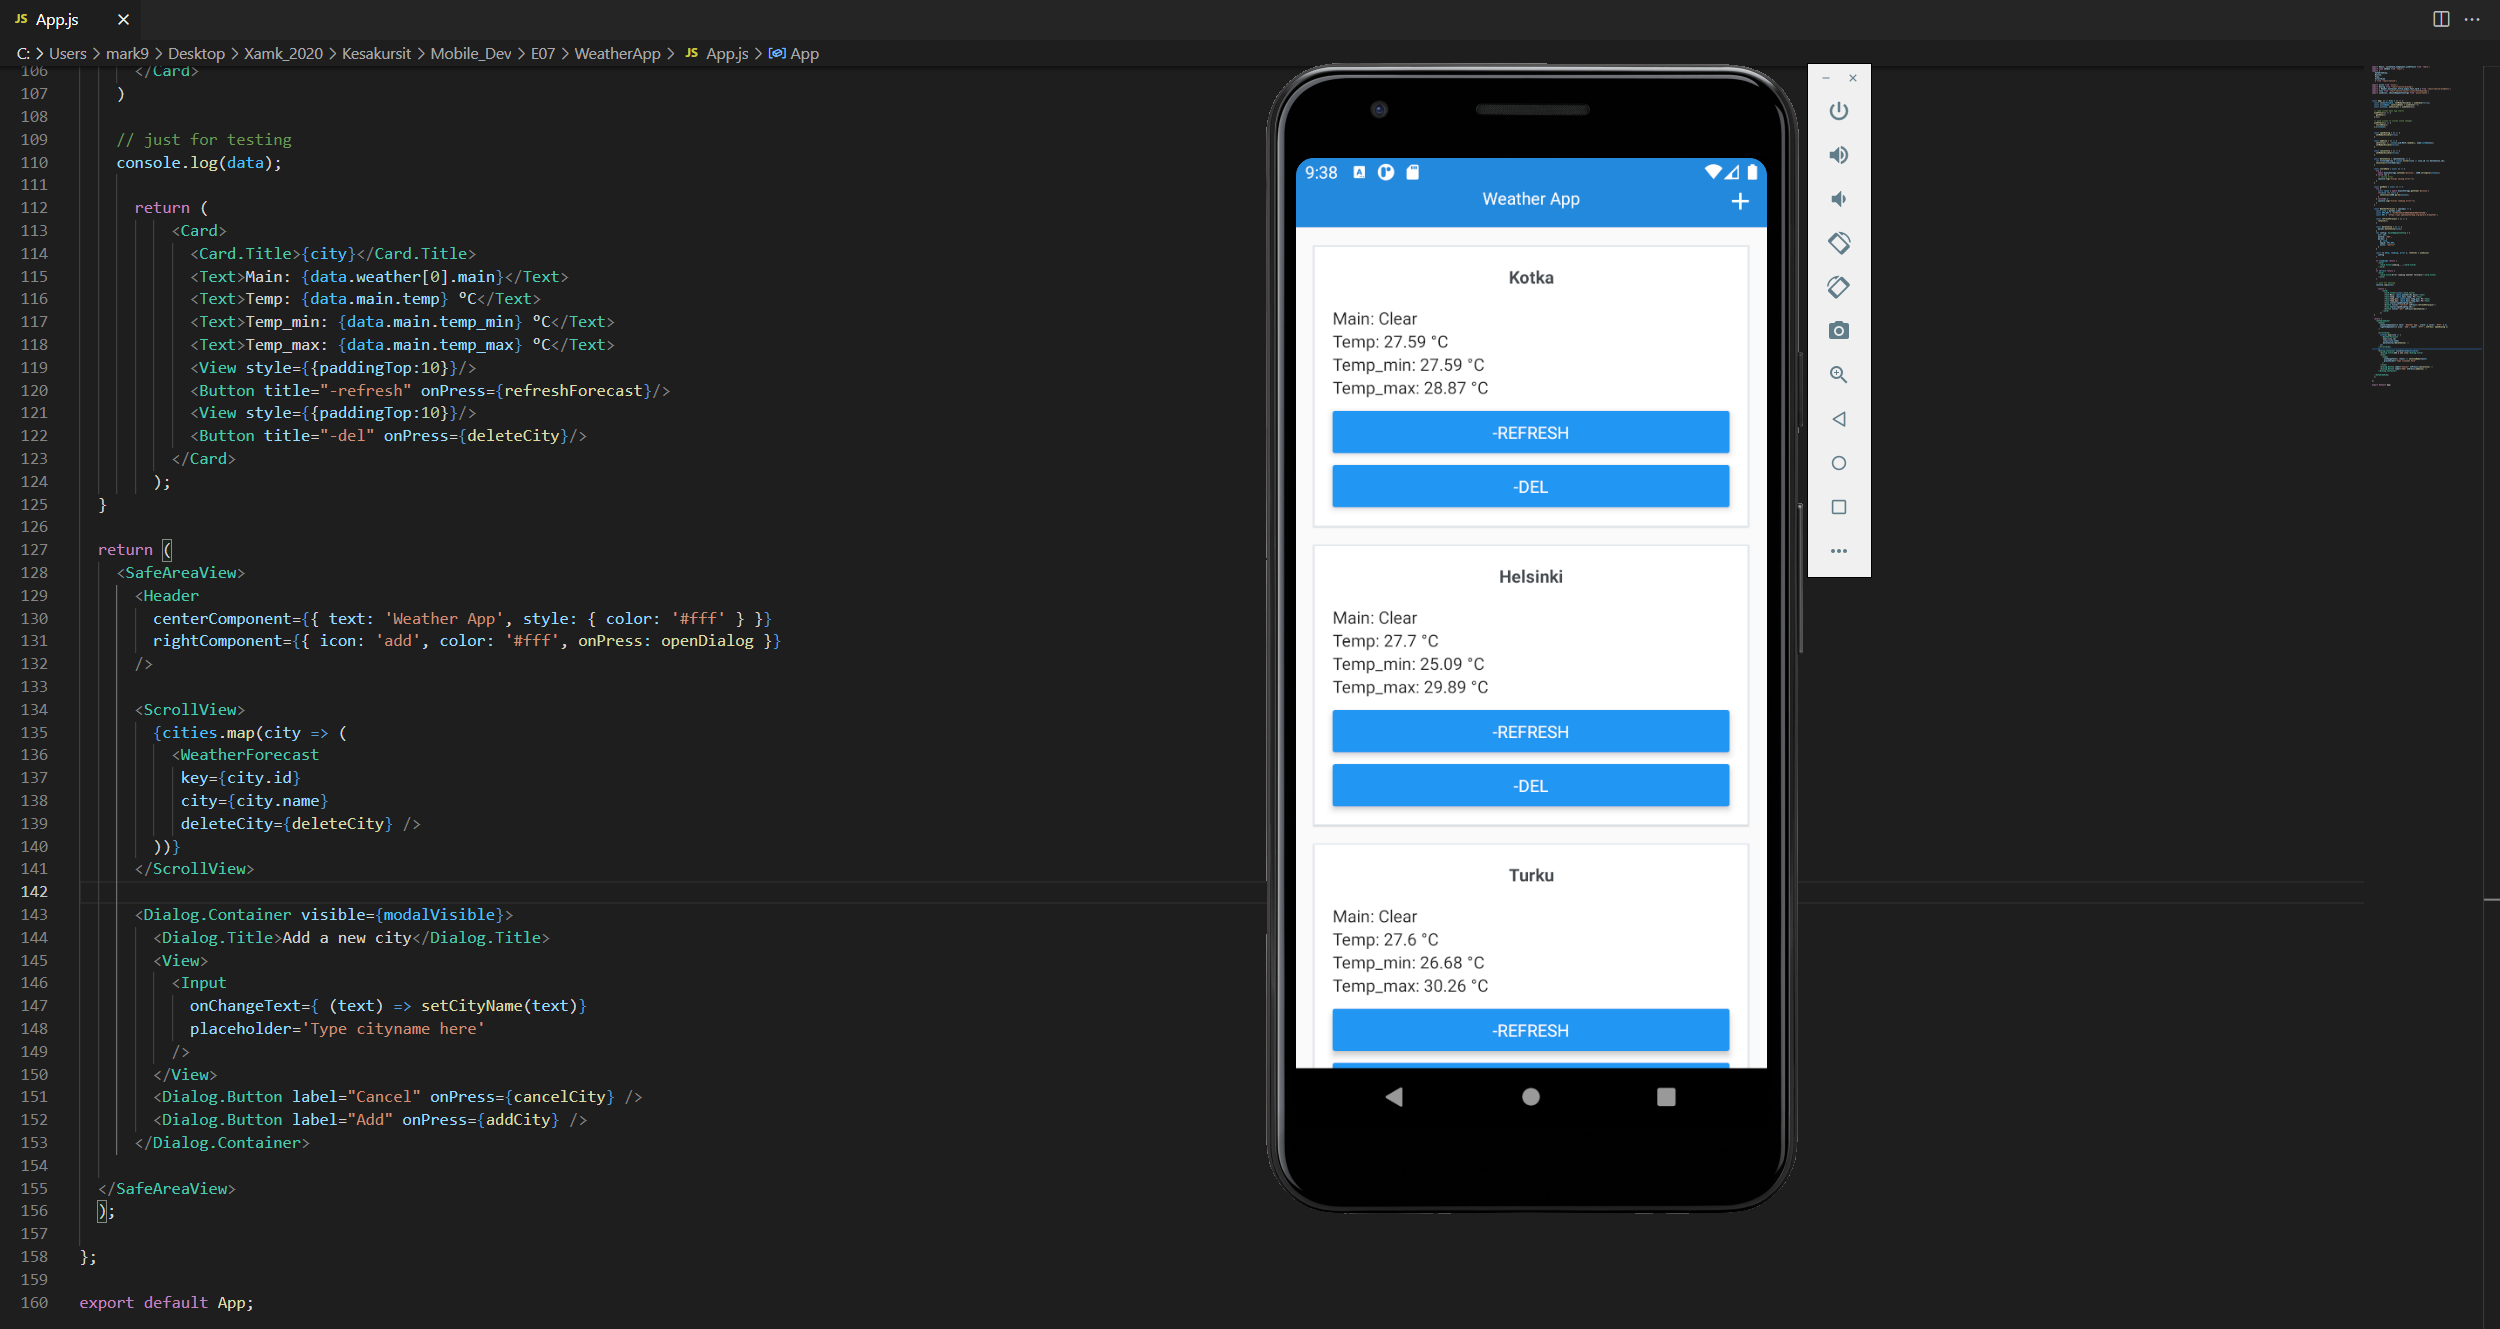 JS App.js
C: > Users > mark9 > Desktop > Xamk_2020 > Kesakursit > Mobile_Dev > E07 > WeatherApp > JS App.js > App
106 </Card>
107 )
108
109 // just for testing
110 console.log(data);
111
112 return (
113 <Card>
114 <Card.Title>{city}</Card.Title>
115 <Text>Main: {data.weather[0].main}</Text>
116 <Text>Temp: {data.main.temp} ºC</Text>
117 <Text>Temp_min: {data.main.temp_min} ºC</Text>
118 <Text>Temp_max: {data.main.temp_max} ºC</Text>
119 <View style={{paddingTop:10}}/>
120 <Button title="-refresh" onPress={refreshForecast}/>
121 <View style={{paddingTop:10}}/>
122 <Button title="-del" onPress={deleteCity}/>
123 </Card>
124 );
125 }
126
127 return (
128 <SafeAreaView>
129 <Header
130 centerComponent={{ text: 'Weather App', style: { color: '#fff' } }}
131 rightComponent={{ icon: 'add', color: '#fff', onPress: openDialog }}
132 />
133
134 <ScrollView>
135 {cities.map(city => (
136 <WeatherForecast
137 key={city.id}
138 city={city.name}
139 deleteCity={deleteCity} />
140 ))}
141 </ScrollView>
142
143 <Dialog.Container visible={modalVisible}>
144 <Dialog.Title>Add a new city</Dialog.Title>
145 <View>
146 <Input
147 onChangeText={ (text) => setCityName(text)}
148 placeholder='Type cityname here'
149 />
150 </View>
151 <Dialog.Button label="Cancel" onPress={cancelCity} />
152 <Dialog.Button label="Add" onPress={addCity} />
153 </Dialog.Container>
154
155 </SafeAreaView>
156 );
157
158 };
159
160 export default App;
9:38
Weather App
Kotka
Main: Clear
Temp: 27.59 °C
Temp_min: 27.59 °C
Temp_max: 28.87 °C
-REFRESH
-DEL
Helsinki
Main: Clear
Temp: 27.7 °C
Temp_min: 25.09 °C
Temp_max: 29.89 °C
-REFRESH
-DEL
Turku
Main: Clear
Temp: 27.6 °C
Temp_min: 26.68 °C
Temp_max: 30.26 °C
-REFRESH